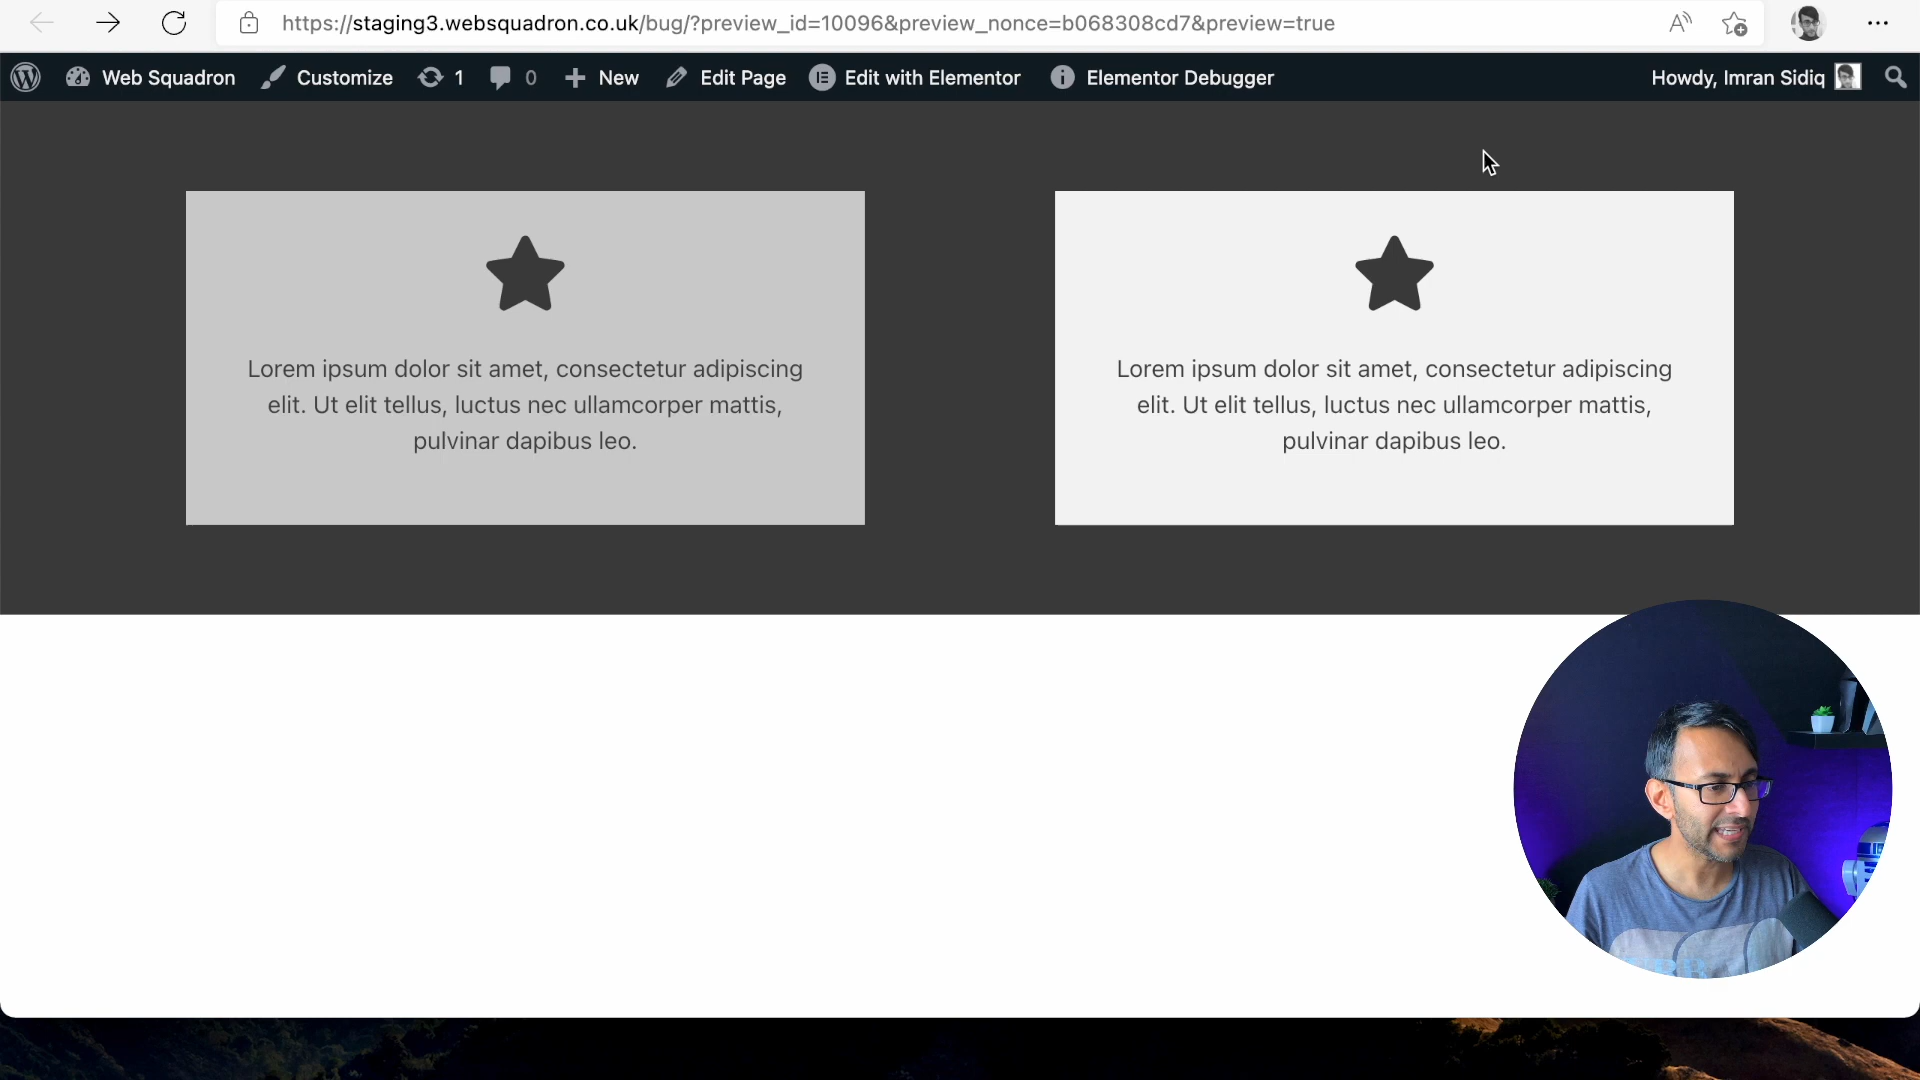 https://staging3.websquadron.co.uk/bug/?preview_id=10096&preview_nonce=b068308cd7&preview=true
Web Squadron Customize 1 0 New Edit Page Edit with Elementor Elementor Debugger Howdy, Imran Sidiq
Lorem ipsum dolor sit amet, consectetur adipiscing
elit. Ut elit tellus, luctus nec ullamcorper mattis,
pulvinar dapibus leo.
Lorem ipsum dolor sit amet, consectetur adipiscing
elit. Ut elit tellus, luctus nec ullamcorper mattis,
pulvinar dapibus leo.